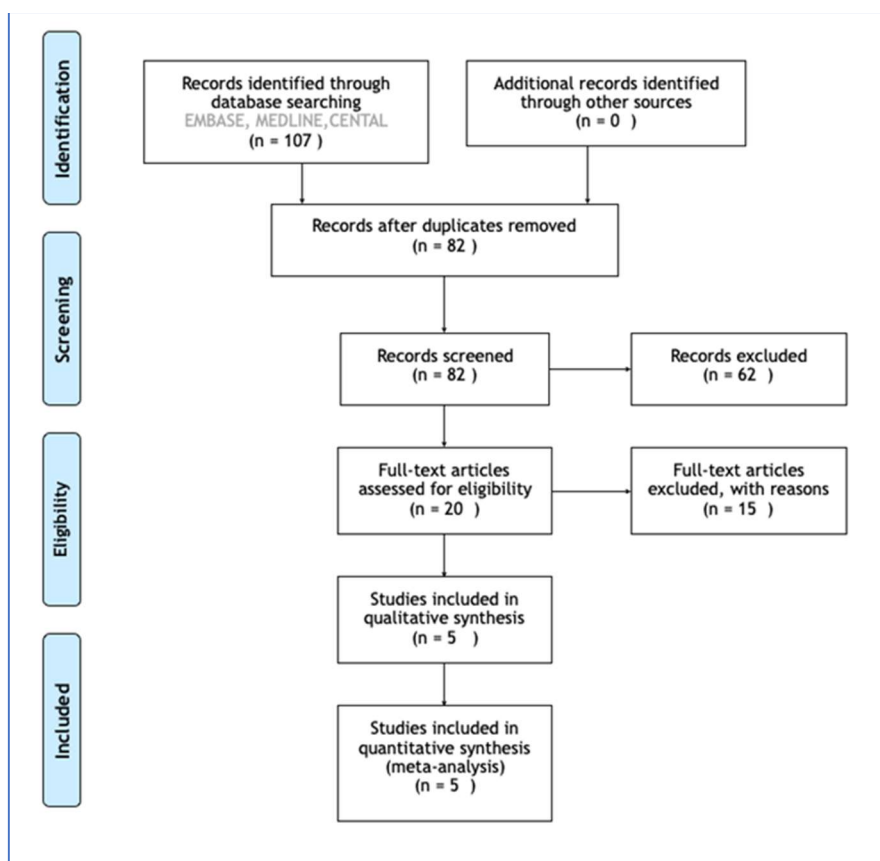 Identification
Records identified through
database searching
EMBASE, MEDLINE,CENTAL
(n = 107 )
Additional records identified
through other sources
(n = 0 )
Records after duplicates removed
(n = 82 )
Screening
Records screened
(n = 82 )
Records excluded
(n = 62 )
Eligibility
Full-text articles
assessed for eligibility
(n = 20 )
Full-text articles
excluded, with reasons
(n = 15 )
Studies included in
qualitative synthesis
(n = 5 )
Included
Studies included in
quantitative synthesis
(meta-analysis)
(n = 5 )